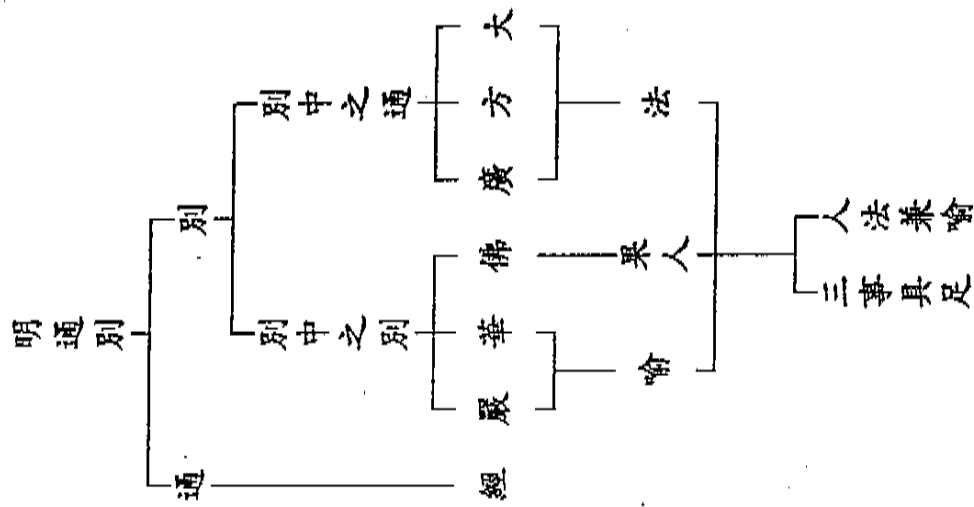 明通別
別
別中之通
大
方
廣
法
別中之別
佛
果人
華
嚴
喻
人法兼喻
三事具足
通
經